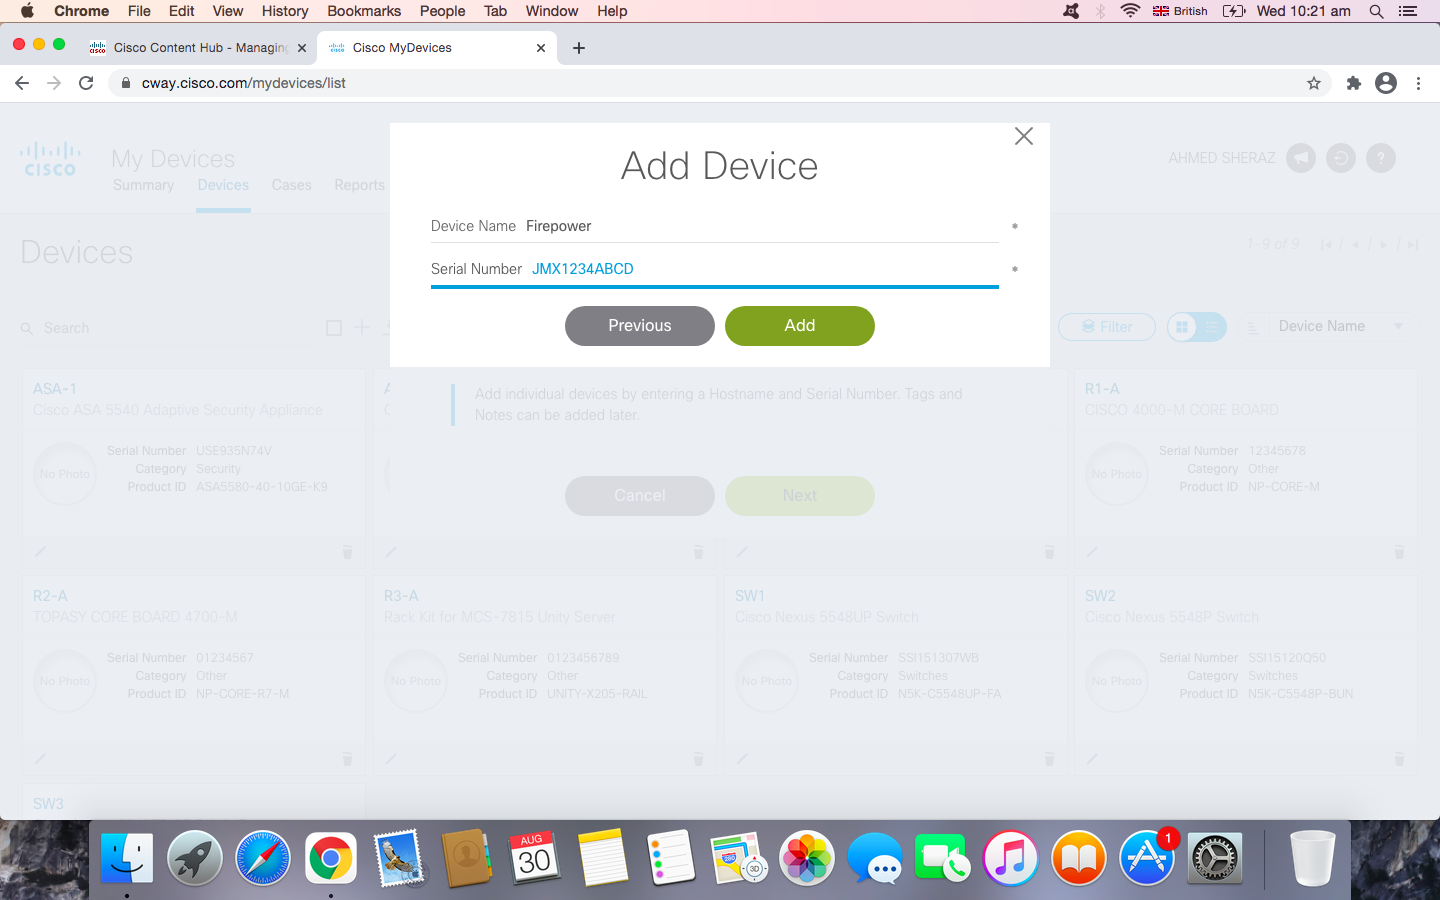 Chrome File Edit View History Bookmarks People Tab Window Help British Wed 10:21 am
Cisco Content Hub - Managing Cisco MyDevices
cway.cisco.com/mydevices/list
CISCO My Devices AHMED SHERAZ ?
Summary Devices Cases Reports
Add Device
Device Name Firepower *
Serial Number JMX1234ABCD *
Previous Add
Devices 1-9 of 9
Search Filter Device Name
Add individual devices by entering a Hostname and Serial Number. Tags and
Notes can be added later.
Cancel Next
ASA-1
Cisco ASA 5540 Adaptive Security Appliance
No Photo
Serial Number USE935N74V
Category Security
Product ID ASA5580-40-10GE-K9
R1-A
CISCO 4000-M CORE BOARD
No Photo
Serial Number 12345678
Category Other
Product ID NP-CORE-M
R2-A
TOPASY CORE BOARD 4700-M
No Photo
Serial Number 01234567
Category Other
Product ID NP-CORE-R7-M
R3-A
Rack Kit for MCS-7815 Unity Server
No Photo
Serial Number 0123456789
Category Other
Product ID UNITY-X205-RAIL
SW1
Cisco Nexus 5548UP Switch
No Photo
Serial Number SSI151307WB
Category Switches
Product ID N5K-C5548UP-FA
SW2
Cisco Nexus 5548P Switch
No Photo
Serial Number SSI15120Q50
Category Switches
Product ID N5K-C5548P-BUN
SW3
AUG
30
280
3D
1